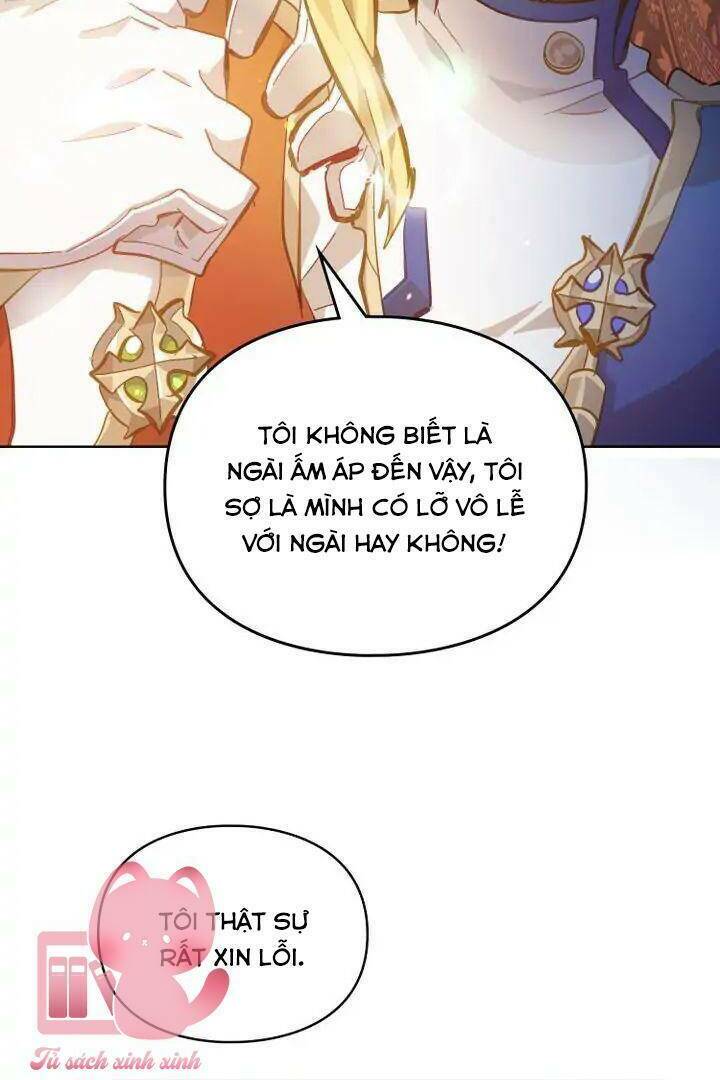 TÔI KHÔNG BIẾT LÀ
NGÀI ẤM ÁP ĐẾN VẬY, TÔI
SỢ LÀ MÌNH CÓ LỠ VÔ LỄ
VỚI NGÀI HAY KHÔNG!
TÔI THẬT SỰ
RẤT XIN LỖI.
Tủ sách xinh xinh